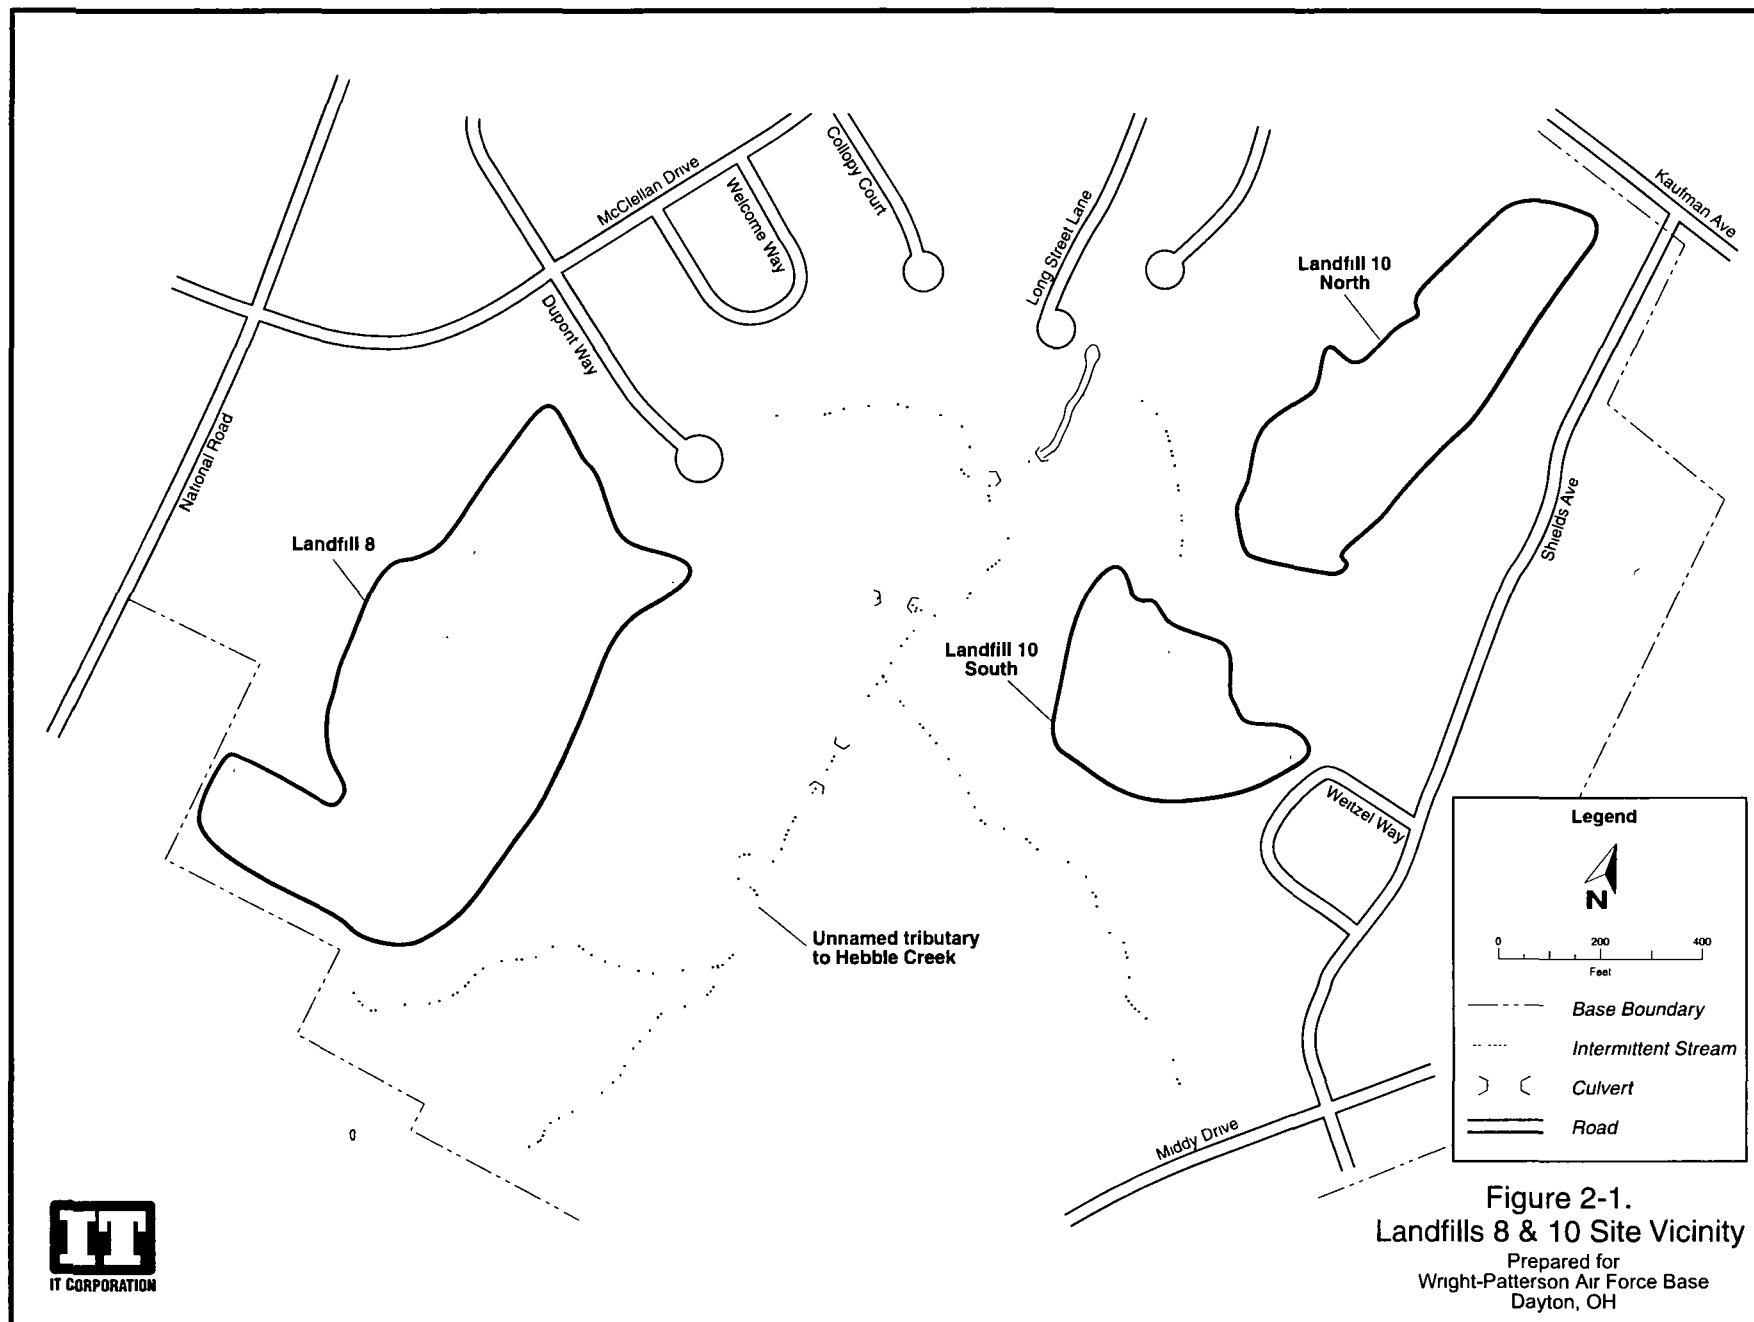 McClellan Drive
Welcome Way
Collopy Court
Long Street Lane
Kaufman Ave
Landfill 10
North
Dupont Way
National Road
Landfill 8
Shields Ave
Landfill 10
South
Weitzel Way
Unnamed tributary
to Hebble Creek
Middy Drive
Legend
N
0 200 400
Feet
Base Boundary
Intermittent Stream
Culvert
Road
IT
IT CORPORATION
Figure 2-1.
Landfills 8 & 10 Site Vicinity
Prepared for
Wright-Patterson Air Force Base
Dayton, OH